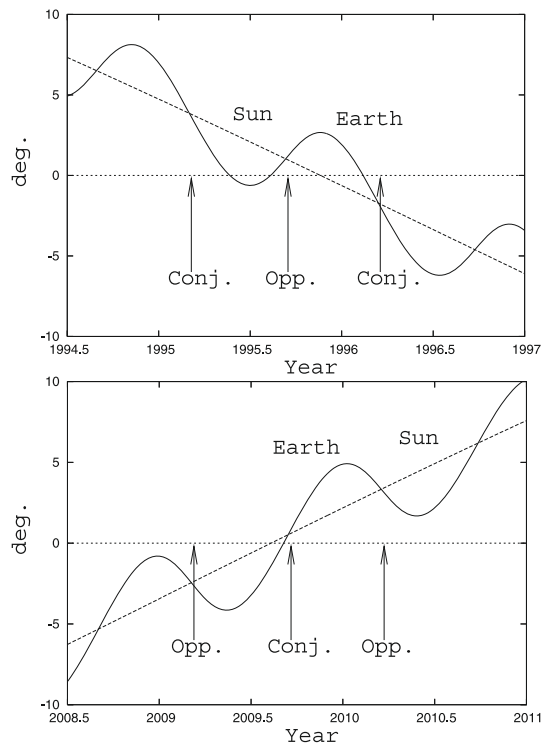 10
5
0
-5
-10
deg.
Sun
Earth
Conj.
Opp.
Conj.
1994.5
1995
1995.5
1996
1996.5
1997
Year
10
5
0
-5
-10
deg.
Earth
Sun
Opp.
Conj.
Opp.
2008.5
2009
2009.5
2010
2010.5
2011
Year